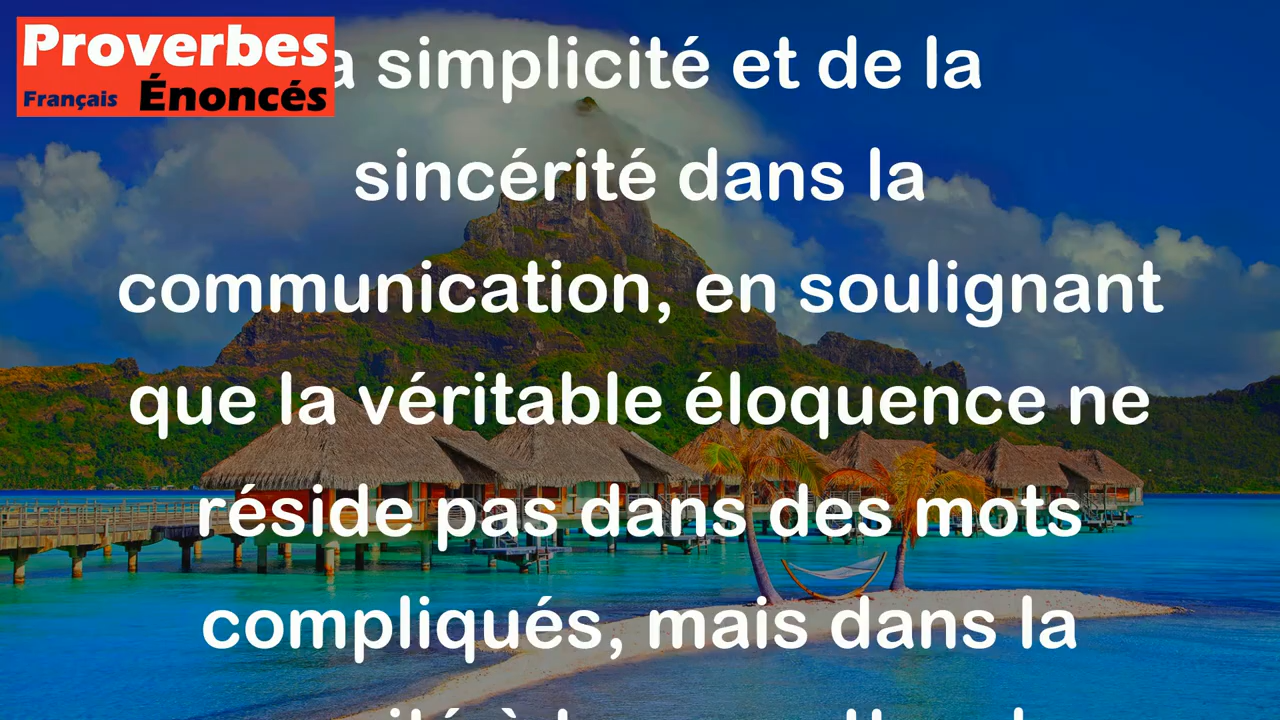 Proverbes
Français Énoncés
a simplicité et de la
sincérité dans la
communication, en soulignant
que la véritable éloquence ne
réside pas dans des mots
compliqués, mais dans la